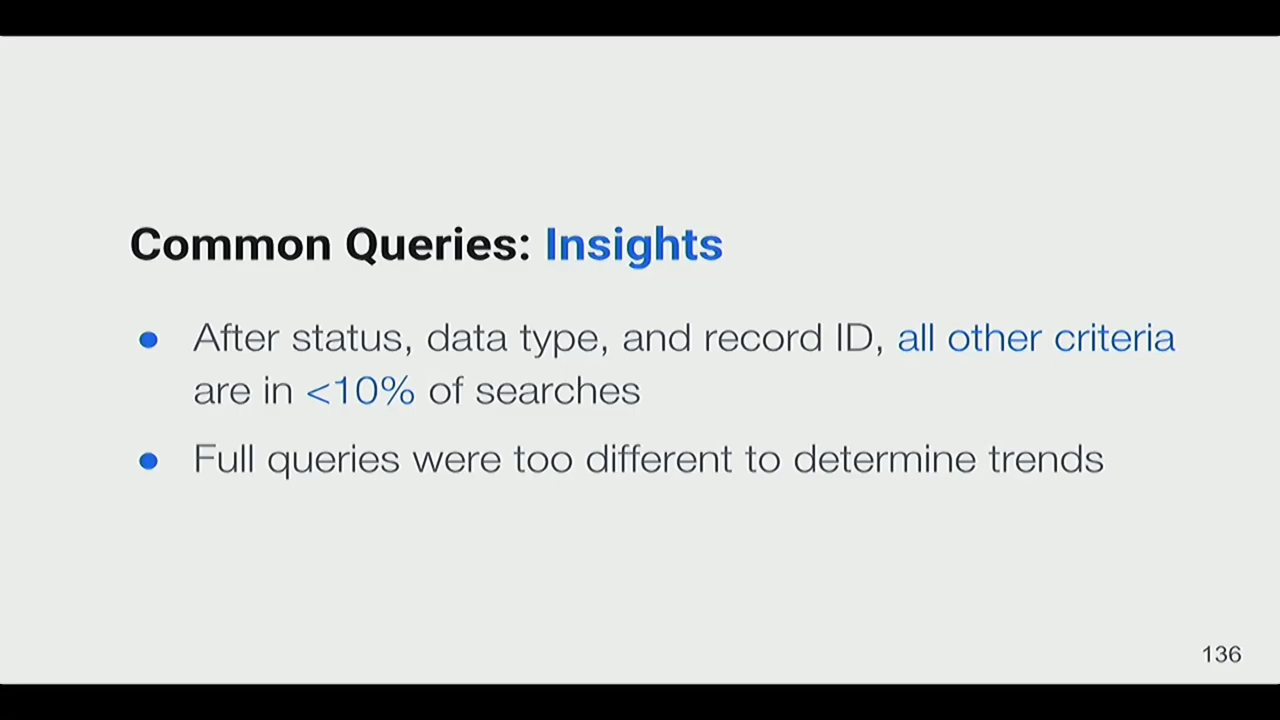 Common Queries: Insights
● After status, data type, and record ID, all other criteria
are in <10% of searches
● Full queries were too different to determine trends
136